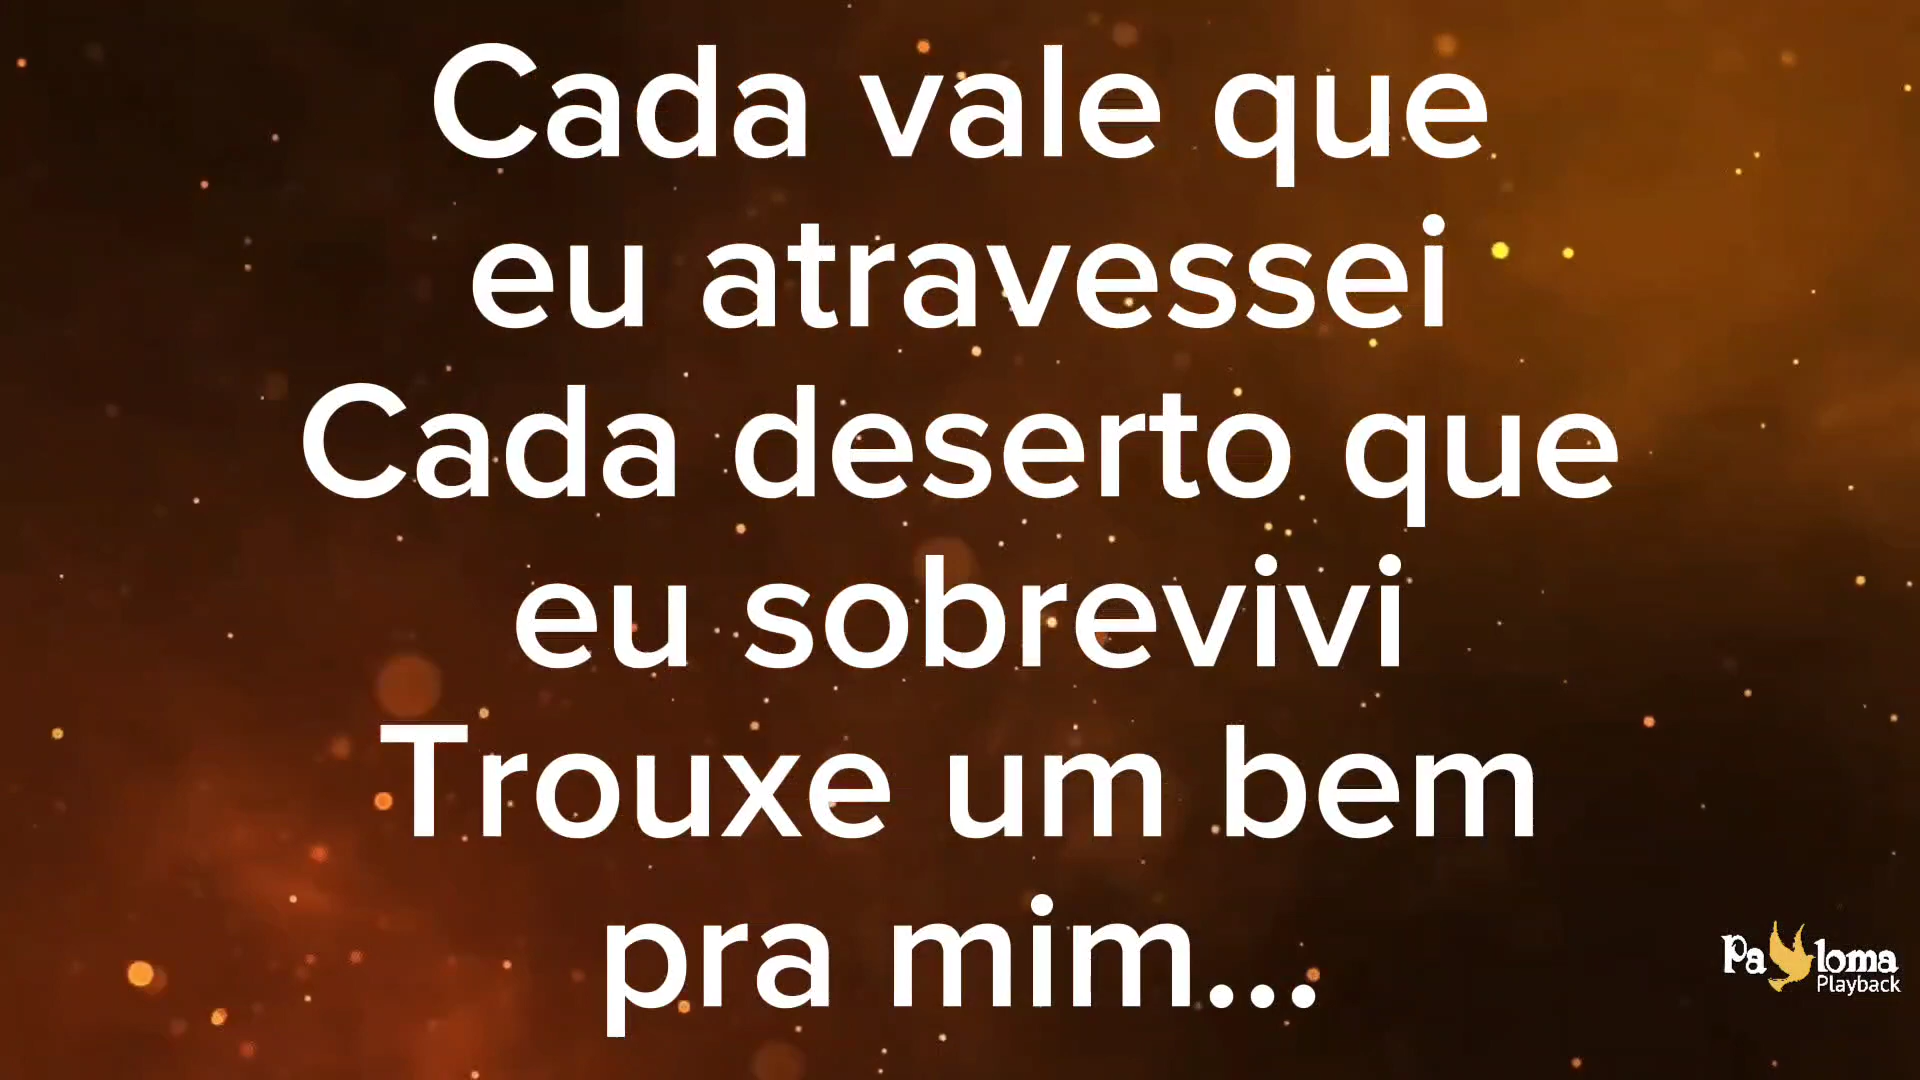 Cada vale que
eu atravessei
Cada deserto que
eu sobrevivi
Trouxe um bem
pra mim...
Paloma
Playback